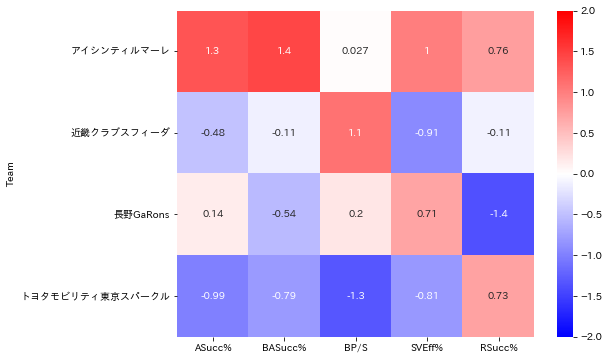 アイシンティルマーレ 1.3 1.4 0.027 1 0.76
近畿クラブスフィーダ -0.48 -0.11 1.1 -0.91 -0.11
長野GaRons 0.14 -0.54 0.2 0.71 -1.4
トヨタモビリティ東京スパークル -0.99 -0.79 -1.3 -0.81 0.73
ASucc% BASucc% BP/S SVEff% RSucc%
Team
2.0
1.5
1.0
0.5
0.0
−0.5
−1.0
−1.5
−2.0